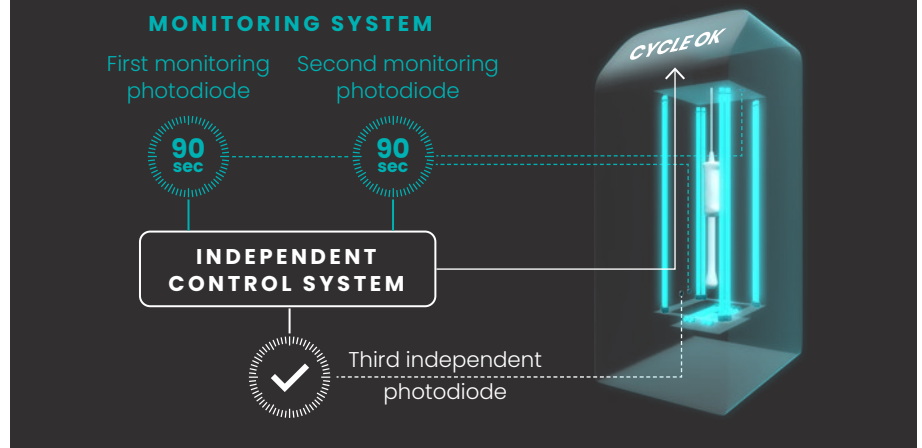 MONITORING SYSTEM
First monitoring
photodiode
Second monitoring
photodiode
90
sec
90
sec
CYCLE OK
INDEPENDENT
CONTROL SYSTEM
Third independent
photodiode